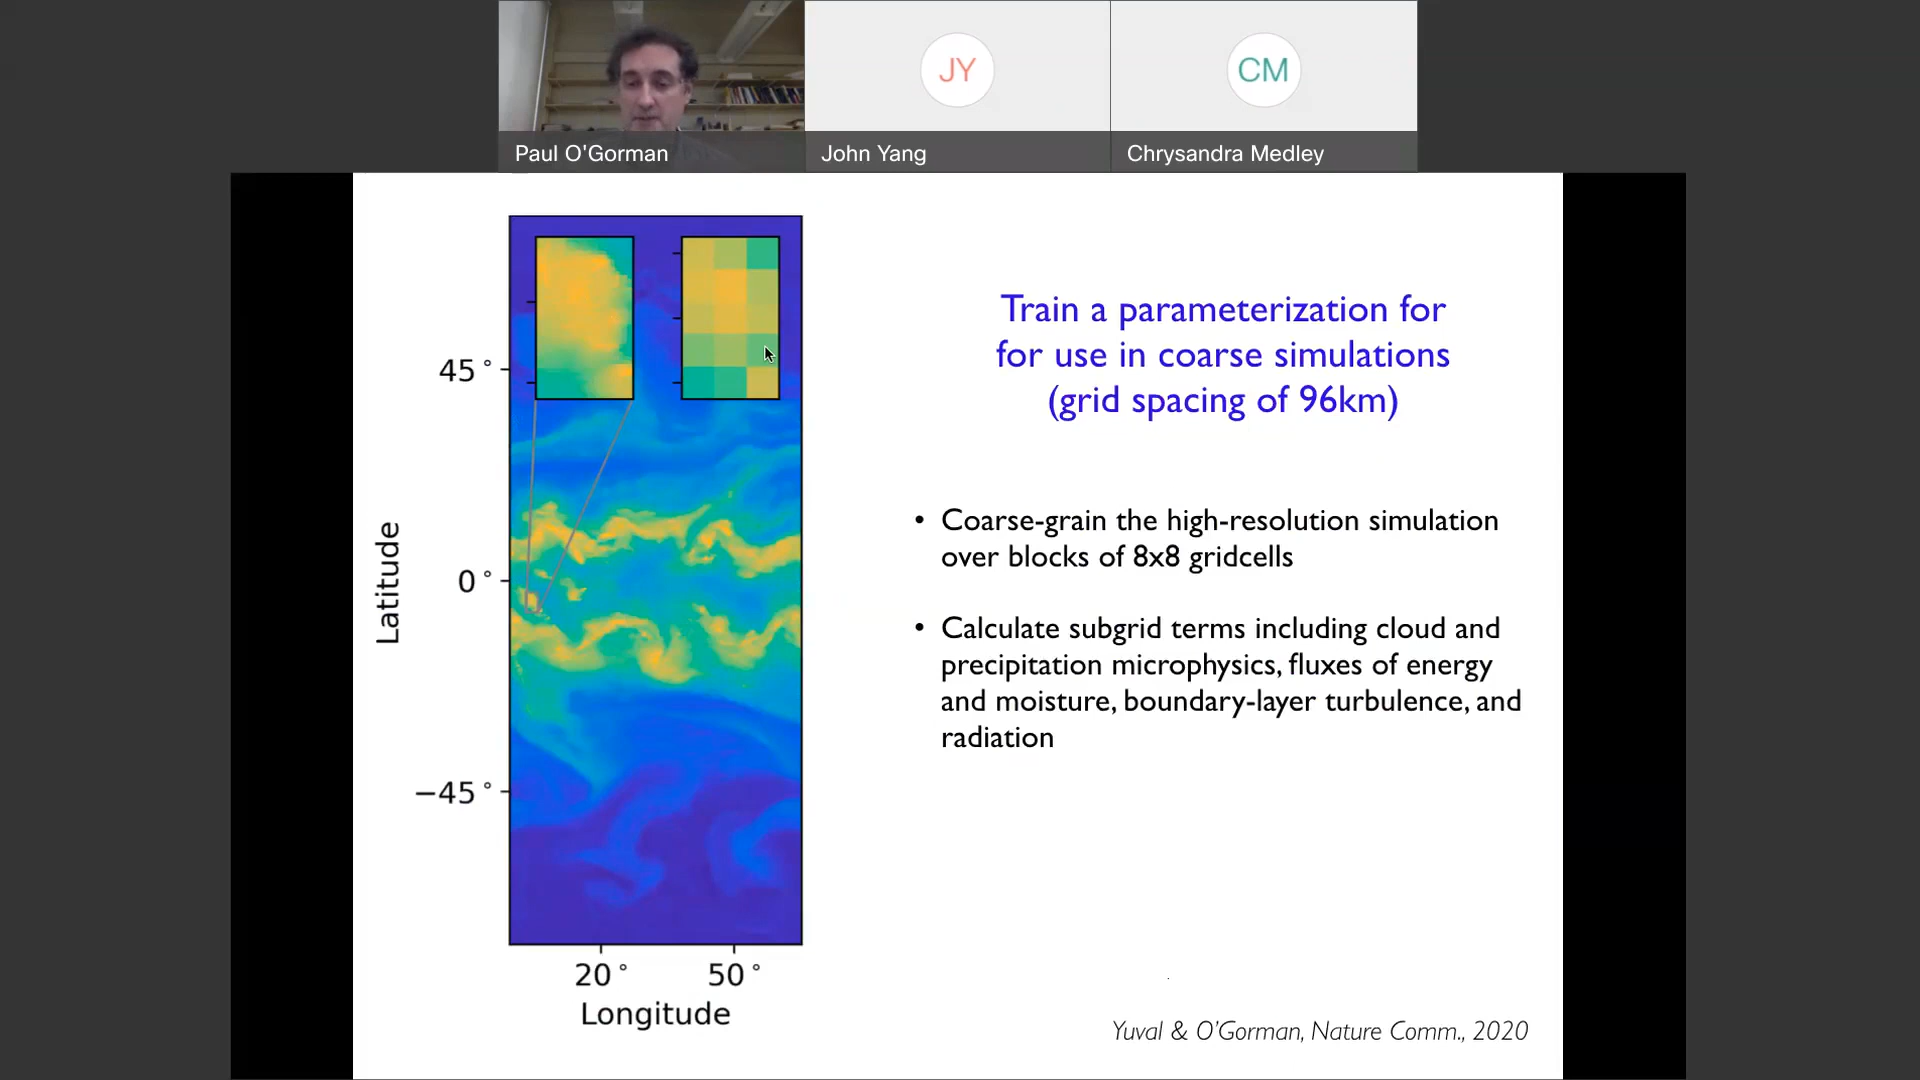 JY
CM
Paul O'Gorman
John Yang
Chrysandra Medley
Train a parameterization for
for use in coarse simulations
(grid spacing of 96km)
• Coarse-grain the high-resolution simulation
over blocks of 8x8 gridcells
• Calculate subgrid terms including cloud and
precipitation microphysics, fluxes of energy
and moisture, boundary-layer turbulence, and
radiation
45°
0°
−45°
Latitude
20°
50°
Longitude
Yuval & O'Gorman, Nature Comm., 2020